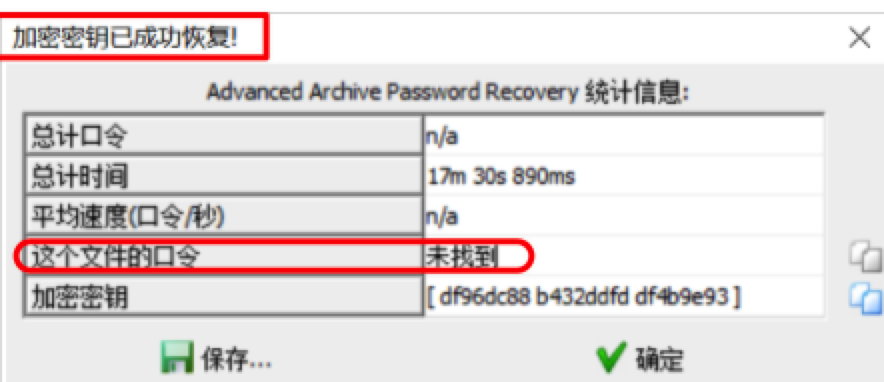 加密密钥已成功恢复!
Advanced Archive Password Recovery 统计信息:
总计口令 n/a
总计时间 17m 30s 890ms
平均速度(口令/秒) n/a
这个文件的口令 未找到
加密密钥 [ df96dc88 b432ddfd df4b9e93 ]
保存... 确定